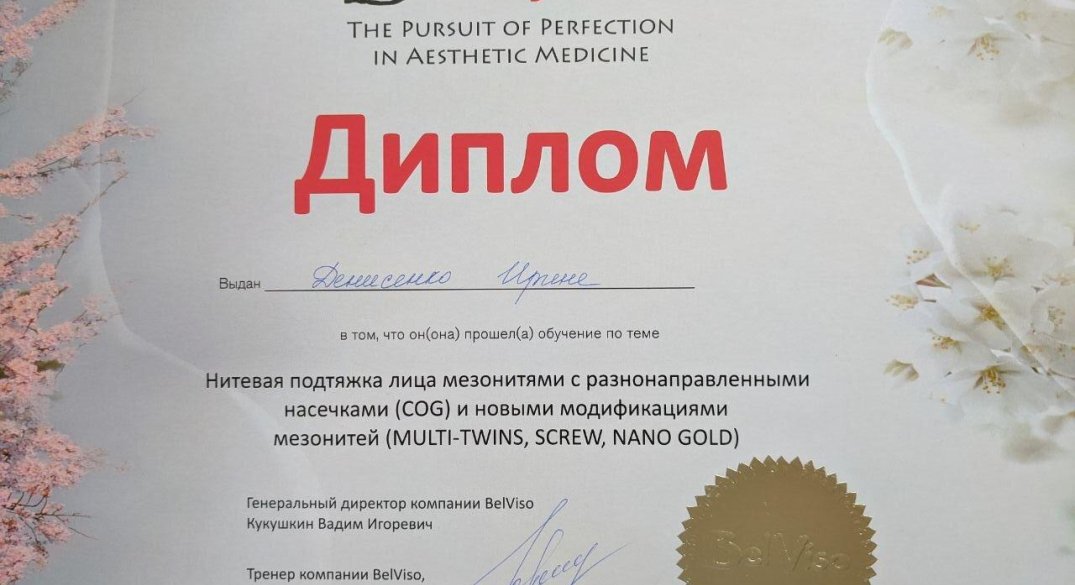 THE PURSUIT OF PERFECTION
IN AESTHETIC MEDICINE
Диплом
Выдан Денисенко Ирине
в том, что он(она) прошел(а) обучение по теме
Нитевая подтяжка лица мезонитями с разнонаправленными
насечками (COG) и новыми модификациями
мезонитей (MULTI-TWINS, SCREW, NANO GOLD)
Генеральный директор компании BelViso
Кукушкин Вадим Игоревич
BelViso
Тренер компании BelViso,